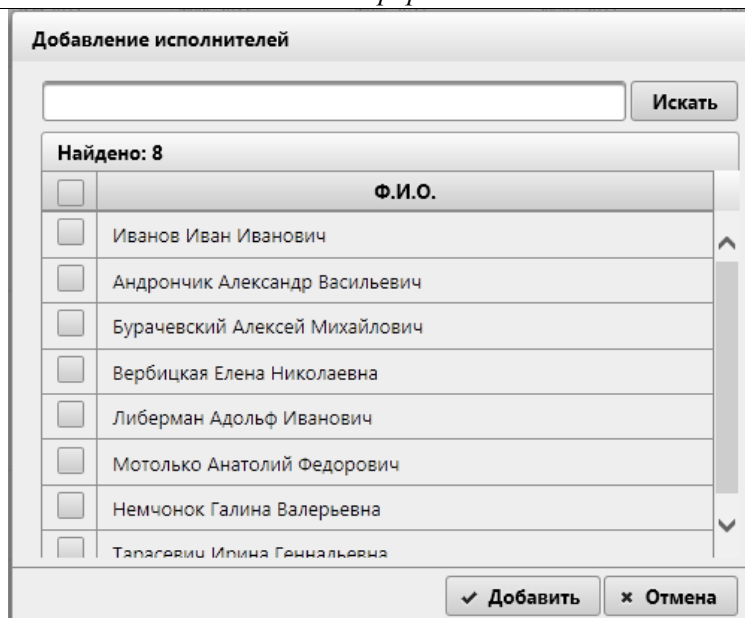 Добавление исполнителей
Искать
Найдено: 8
Ф.И.О.
Иванов Иван Иванович
Андрончик Александр Васильевич
Бурачевский Алексей Михайлович
Вербицкая Елена Николаевна
Либерман Адольф Иванович
Мотолько Анатолий Федорович
Немчонок Галина Валерьевна
Тарасевич Ирина Геннадьевна
Добавить
Отмена